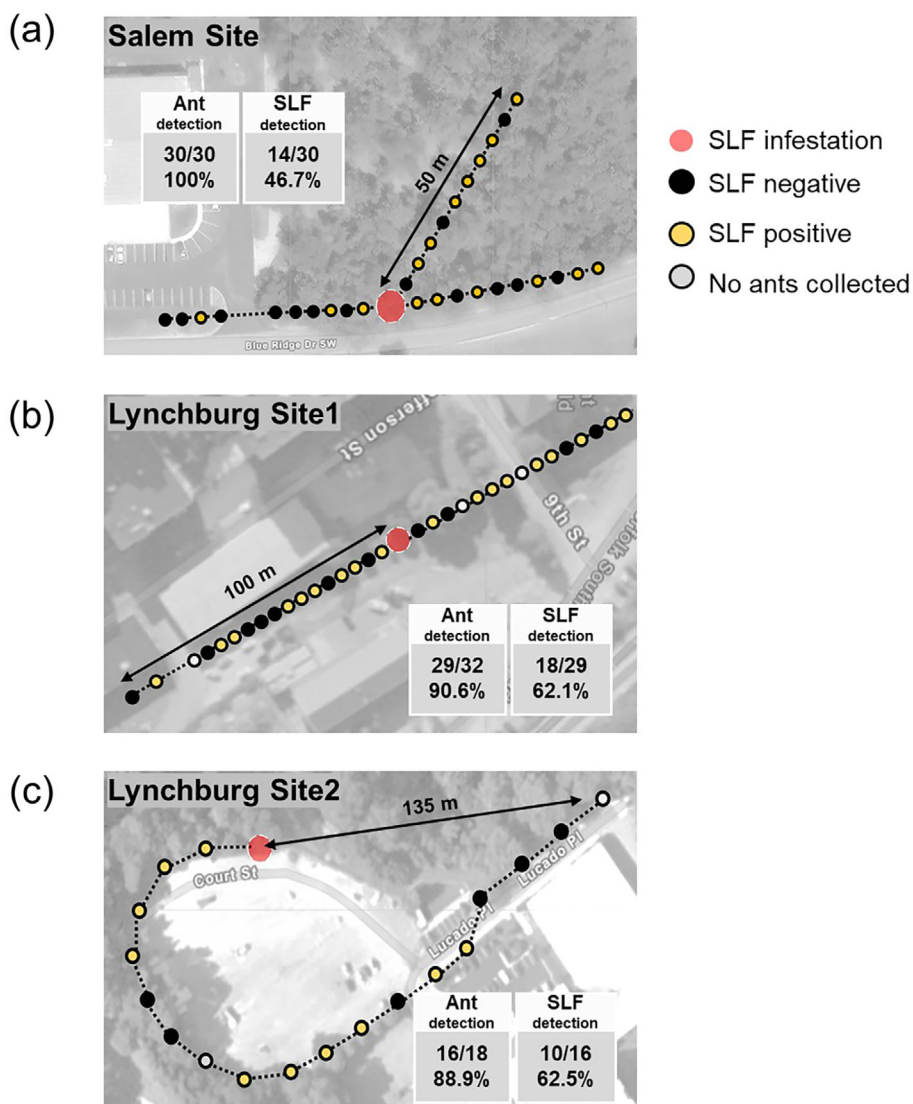 (a)
Salem Site
Ant
detection
30/30
100%
SLF
detection
14/30
46.7%
50 m
Blue Ridge Dr SW
SLF infestation
SLF negative
SLF positive
No ants collected
(b)
Lynchburg Site1
efferson St
9th St
folk South
100 m
Ant
detection
29/32
90.6%
SLF
detection
18/29
62.1%
(c)
Lynchburg Site2
135 m
Court St
Lucado Pl
Lucado Pl
Ant
detection
16/18
88.9%
SLF
detection
10/16
62.5%